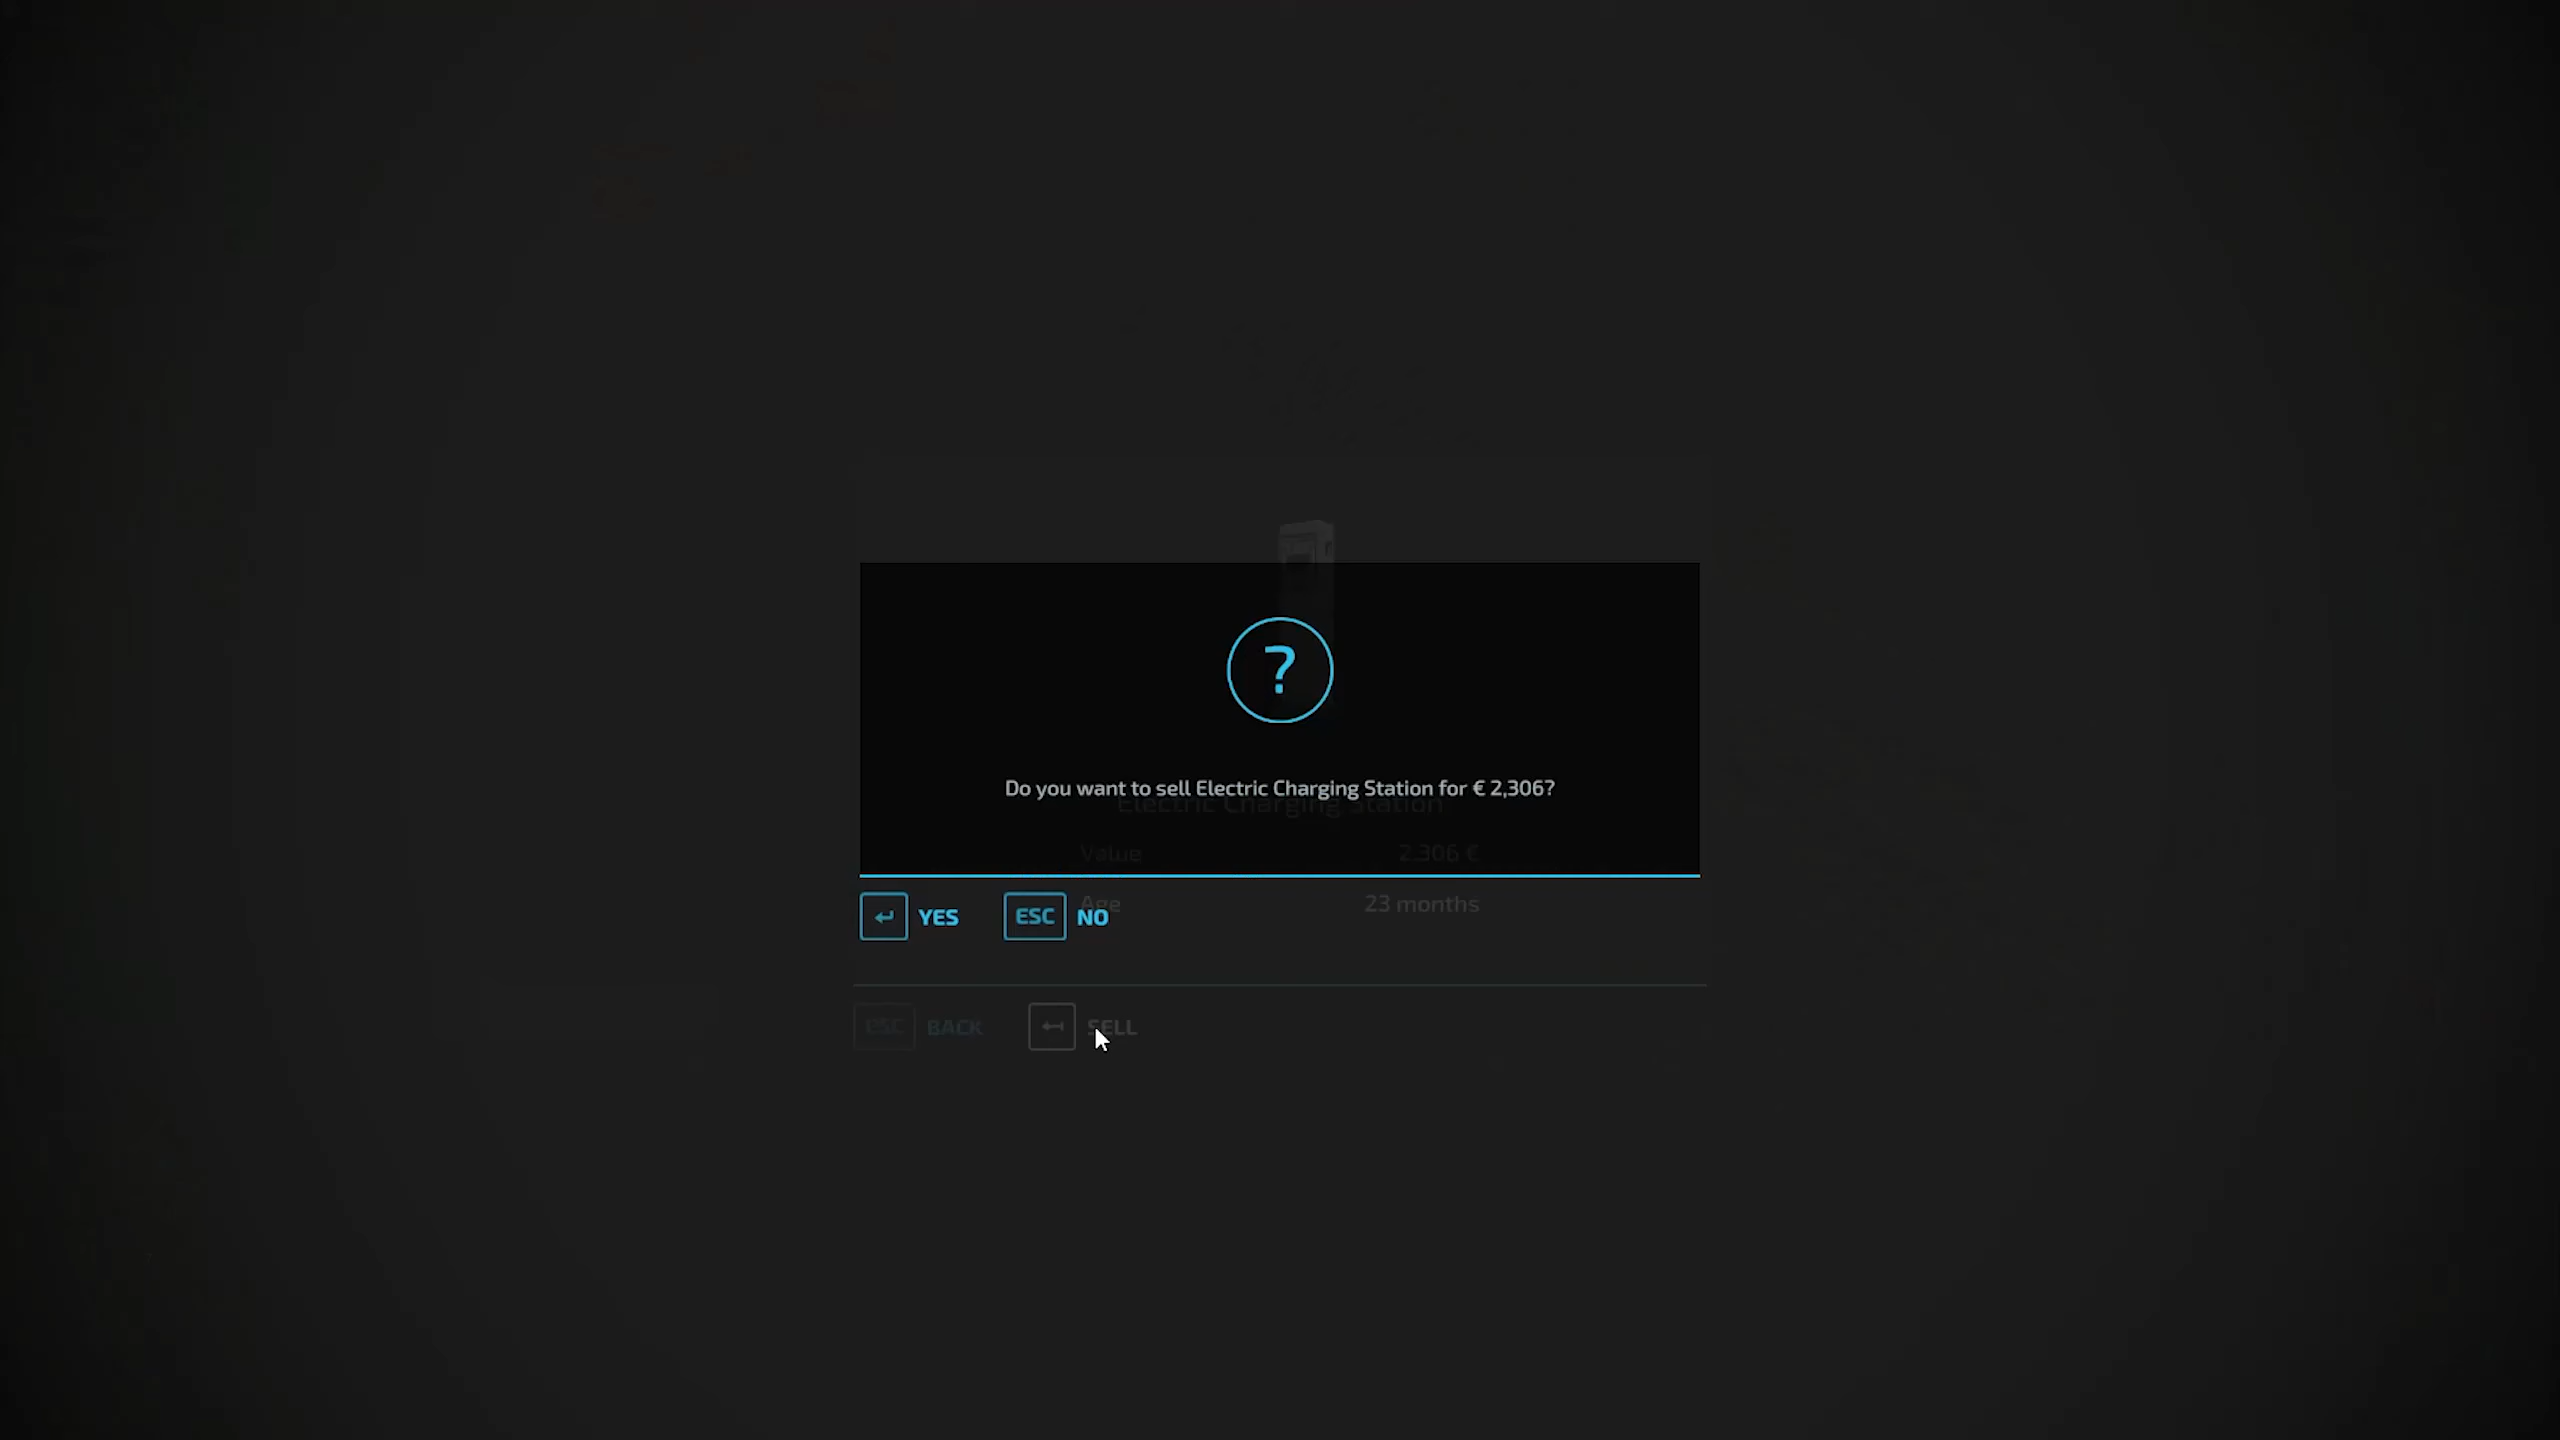 ?
Do you want to sell Electric Charging Station for € 2,306?
Electric Charging Station
Value 2.306 €
Age 23 months
YES ESC NO
ESC BACK SELL